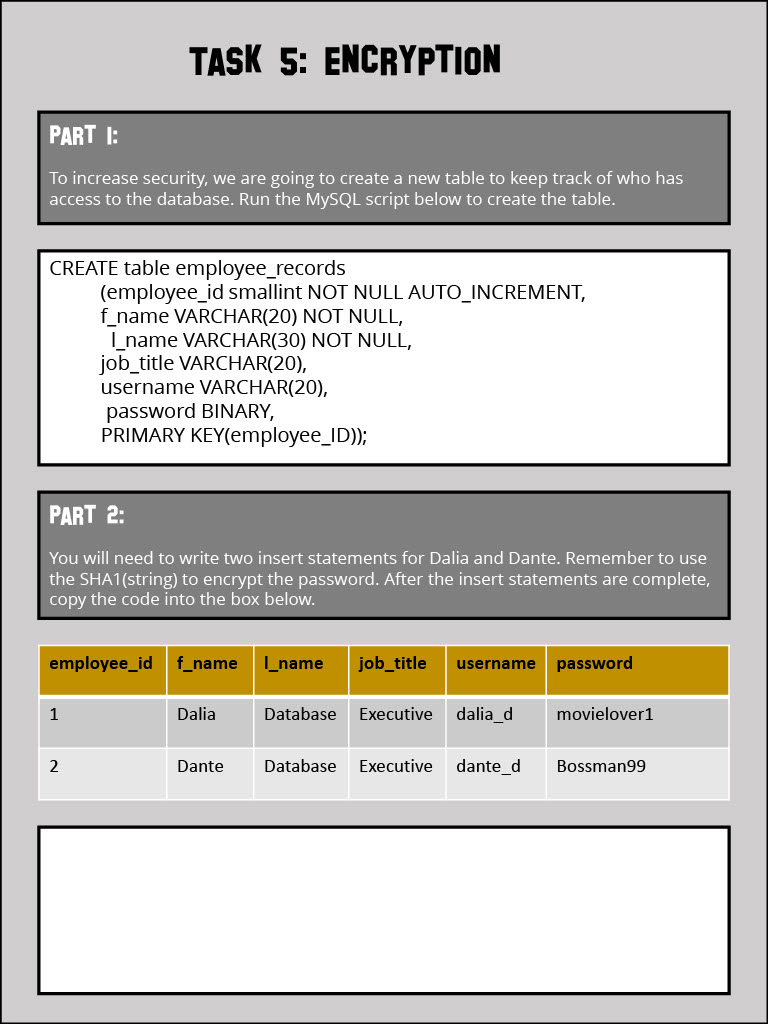 TASK 5: ENCRYPTION
PART 1:
To increase security, we are going to create a new table to keep track of who has
access to the database. Run the MySQL script below to create the table.
CREATE table employee_records
(employee_id smallint NOT NULL AUTO_INCREMENT,
f_name VARCHAR(20) NOT NULL,
l_name VARCHAR(30) NOT NULL,
job_title VARCHAR(20),
username VARCHAR(20),
password BINARY,
PRIMARY KEY(employee_ID));
PART 2:
You will need to write two insert statements for Dalia and Dante. Remember to use
the SHA1(string) to encrypt the password. After the insert statements are complete,
copy the code into the box below.
employee_id f_name l_name job_title username password
1 Dalia Database Executive dalia_d movielover1
2 Dante Database Executive dante_d Bossman99